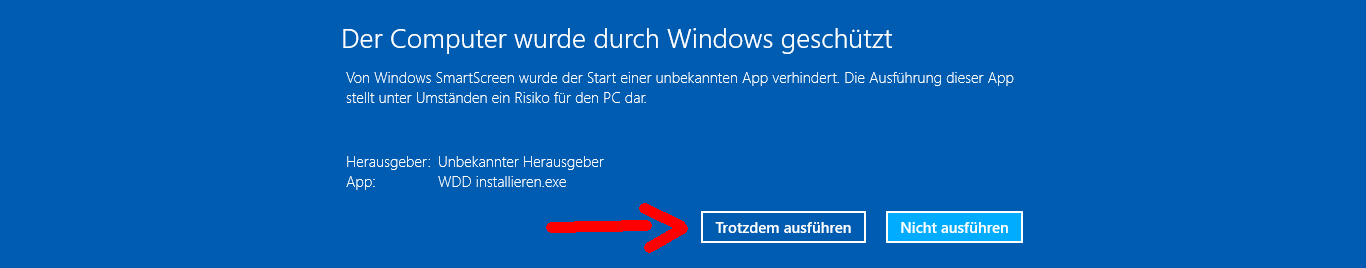 Der Computer wurde durch Windows geschützt
Von Windows SmartScreen wurde der Start einer unbekannten App verhindert. Die Ausführung dieser App
stellt unter Umständen ein Risiko für den PC dar.
Herausgeber: Unbekannter Herausgeber
App: WDD installieren.exe
Trotzdem ausführen Nicht ausführen